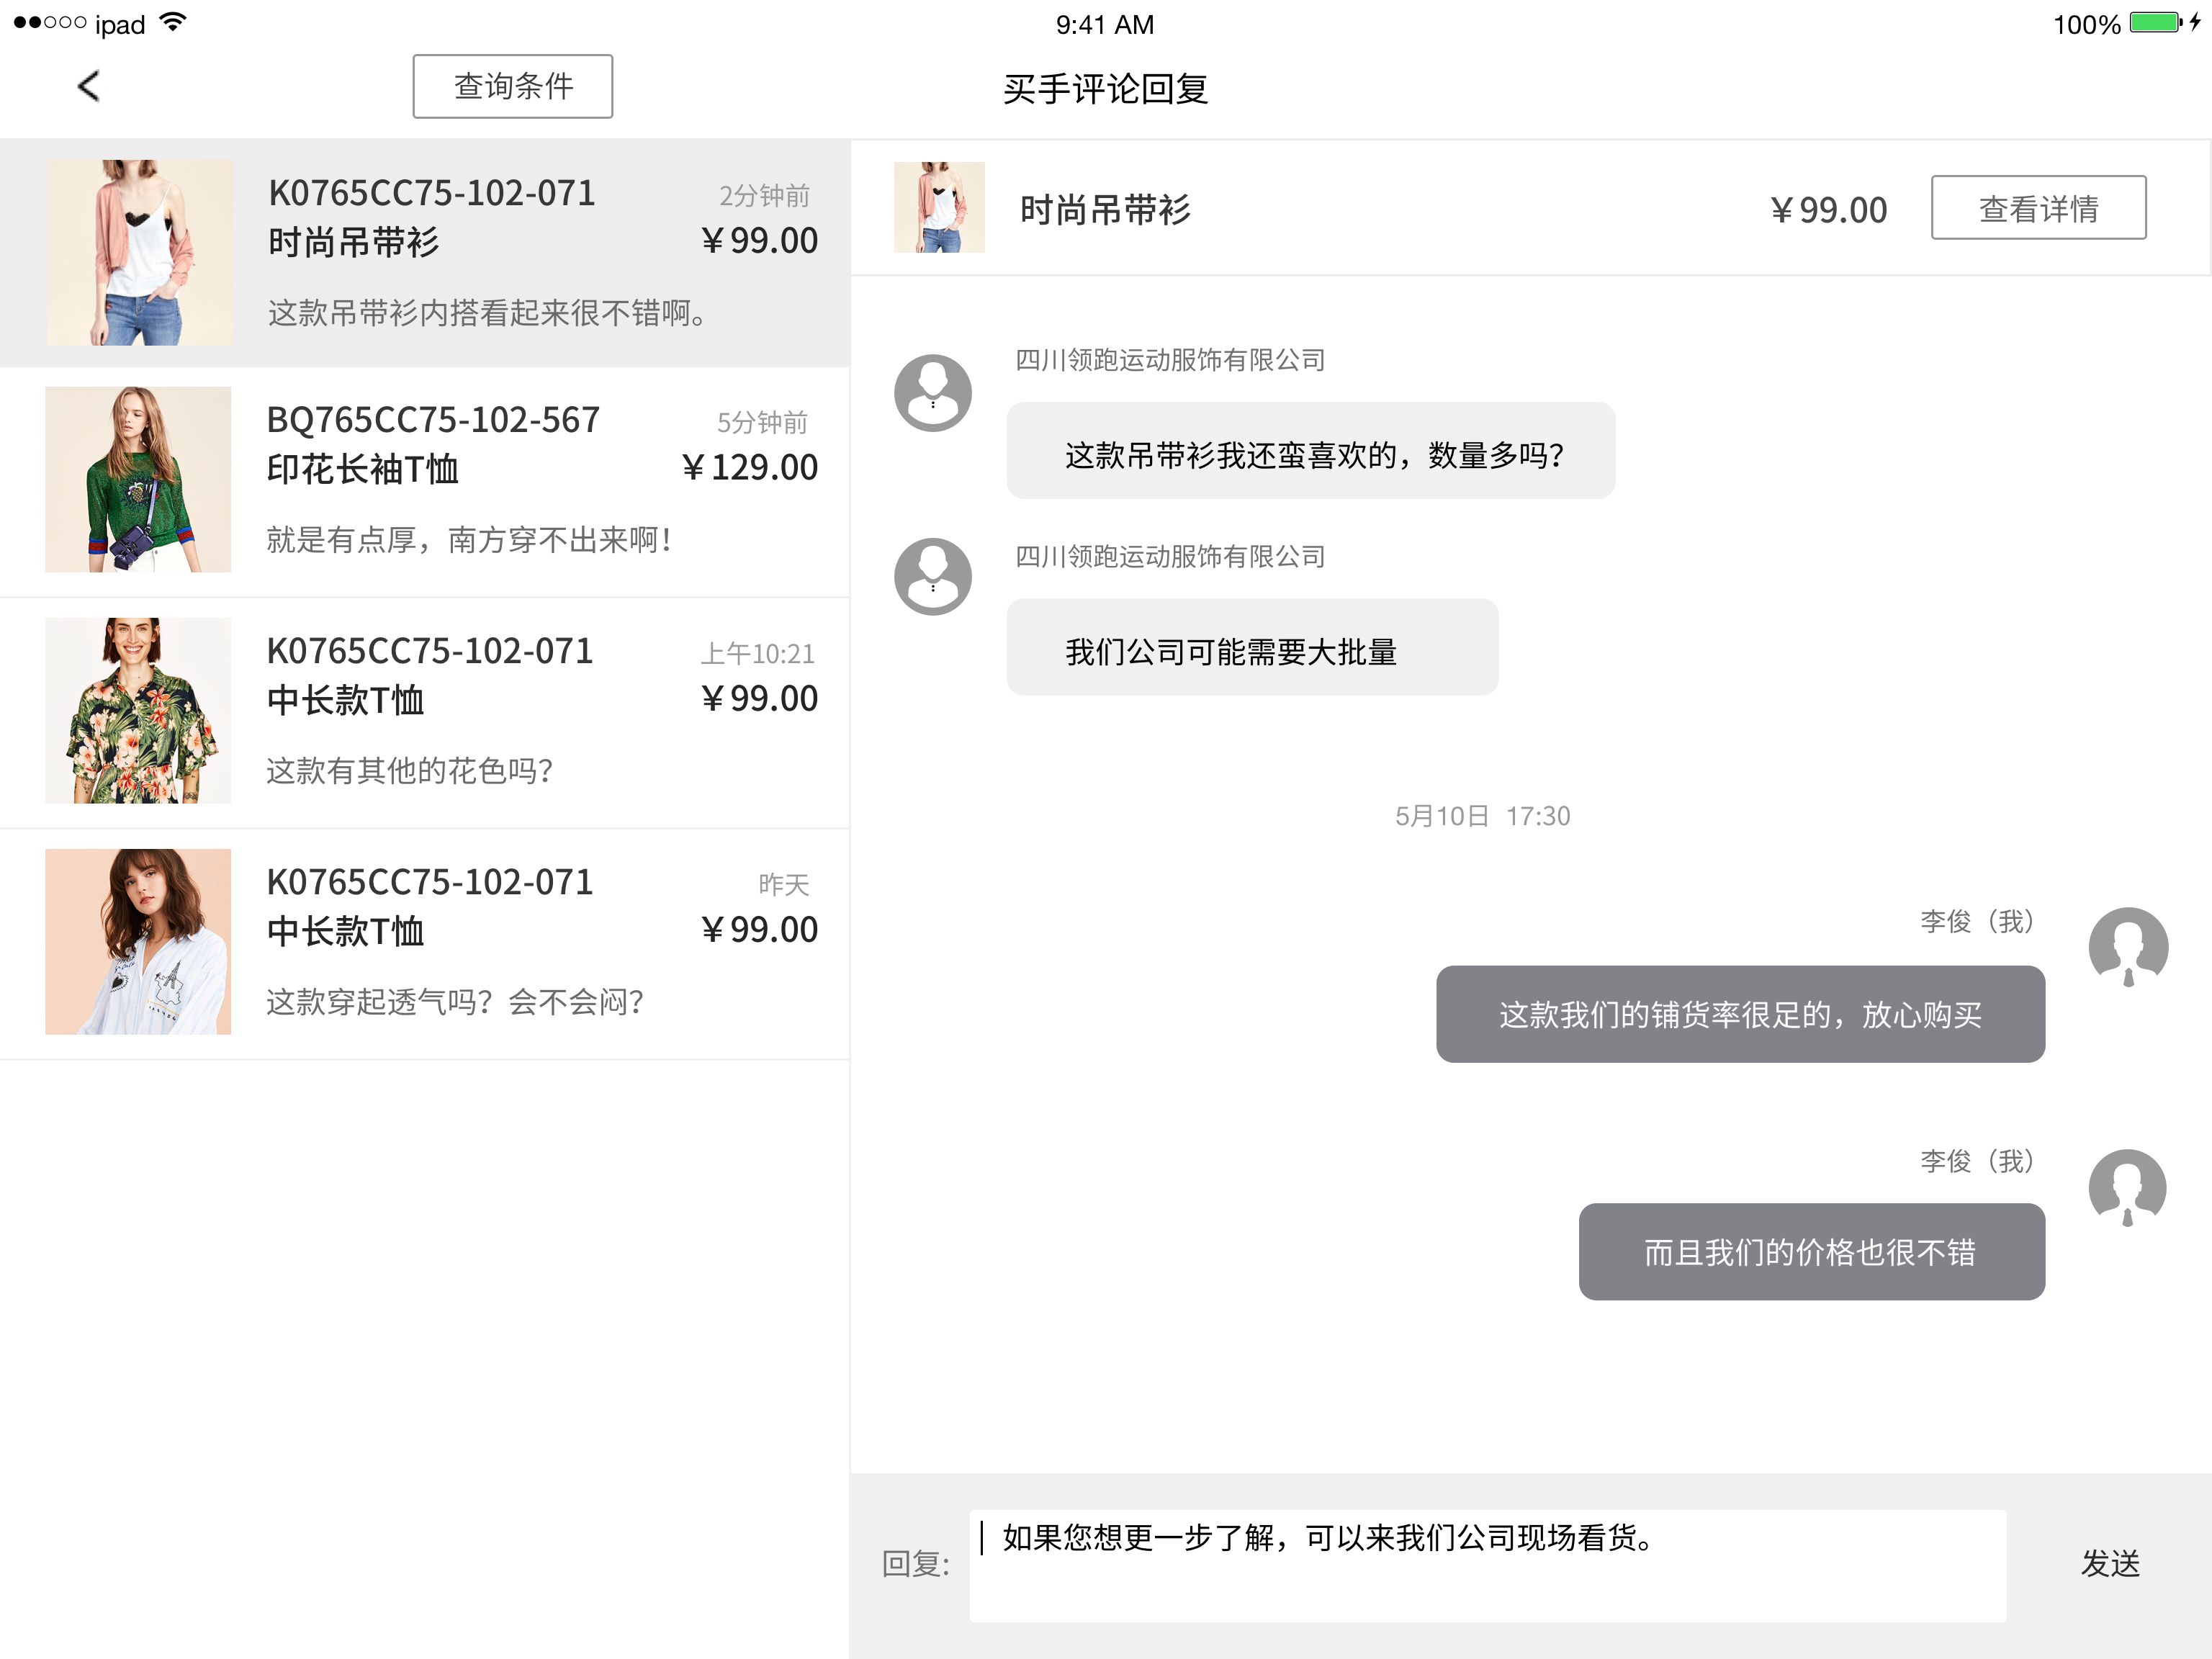 ipad
9:41 AM
100%
查询条件
买手评论回复
K0765CC75-102-071
2分钟前
时尚吊带衫
￥99.00
这款吊带衫内搭看起来很不错啊。
BQ765CC75-102-567
5分钟前
印花长袖T恤
￥129.00
就是有点厚，南方穿不出来啊！
K0765CC75-102-071
上午10:21
中长款T恤
￥99.00
这款有其他的花色吗？
K0765CC75-102-071
昨天
中长款T恤
￥99.00
这款穿起透气吗？会不会闷？
时尚吊带衫
￥99.00
查看详情
四川领跑运动服饰有限公司
这款吊带衫我还蛮喜欢的，数量多吗？
四川领跑运动服饰有限公司
我们公司可能需要大批量
5月10日 17:30
李俊（我）
这款我们的铺货率很足的，放心购买
李俊（我）
而且我们的价格也很不错
回复:
如果您想更一步了解，可以来我们公司现场看货。
发送